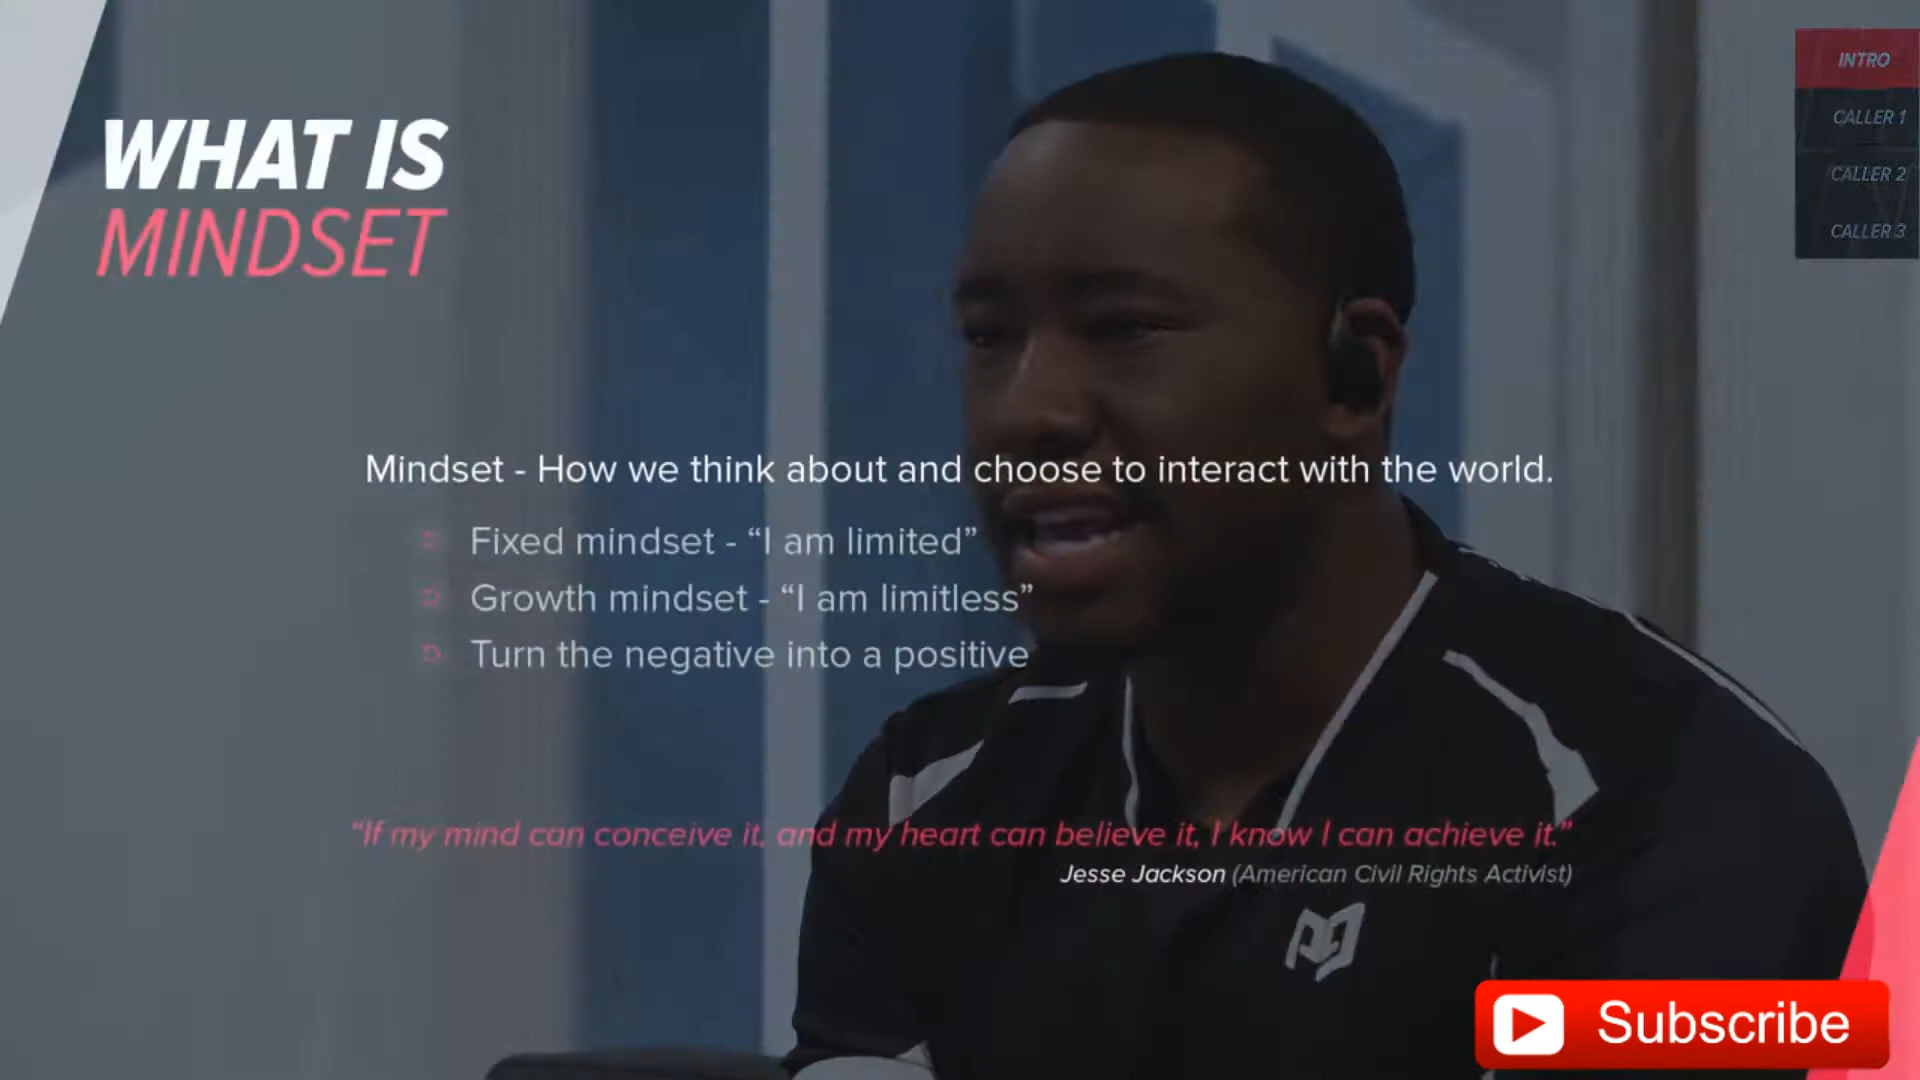 WHAT IS
MINDSET
INTRO
CALLER 1
CALLER 2
CALLER 3
Mindset - How we think about and choose to interact with the world.
Fixed mindset - “I am limited”
Growth mindset - “I am limitless”
Turn the negative into a positive
“If my mind can conceive it, and my heart can believe it, I know I can achieve it.”
Jesse Jackson (American Civil Rights Activist)
Subscribe